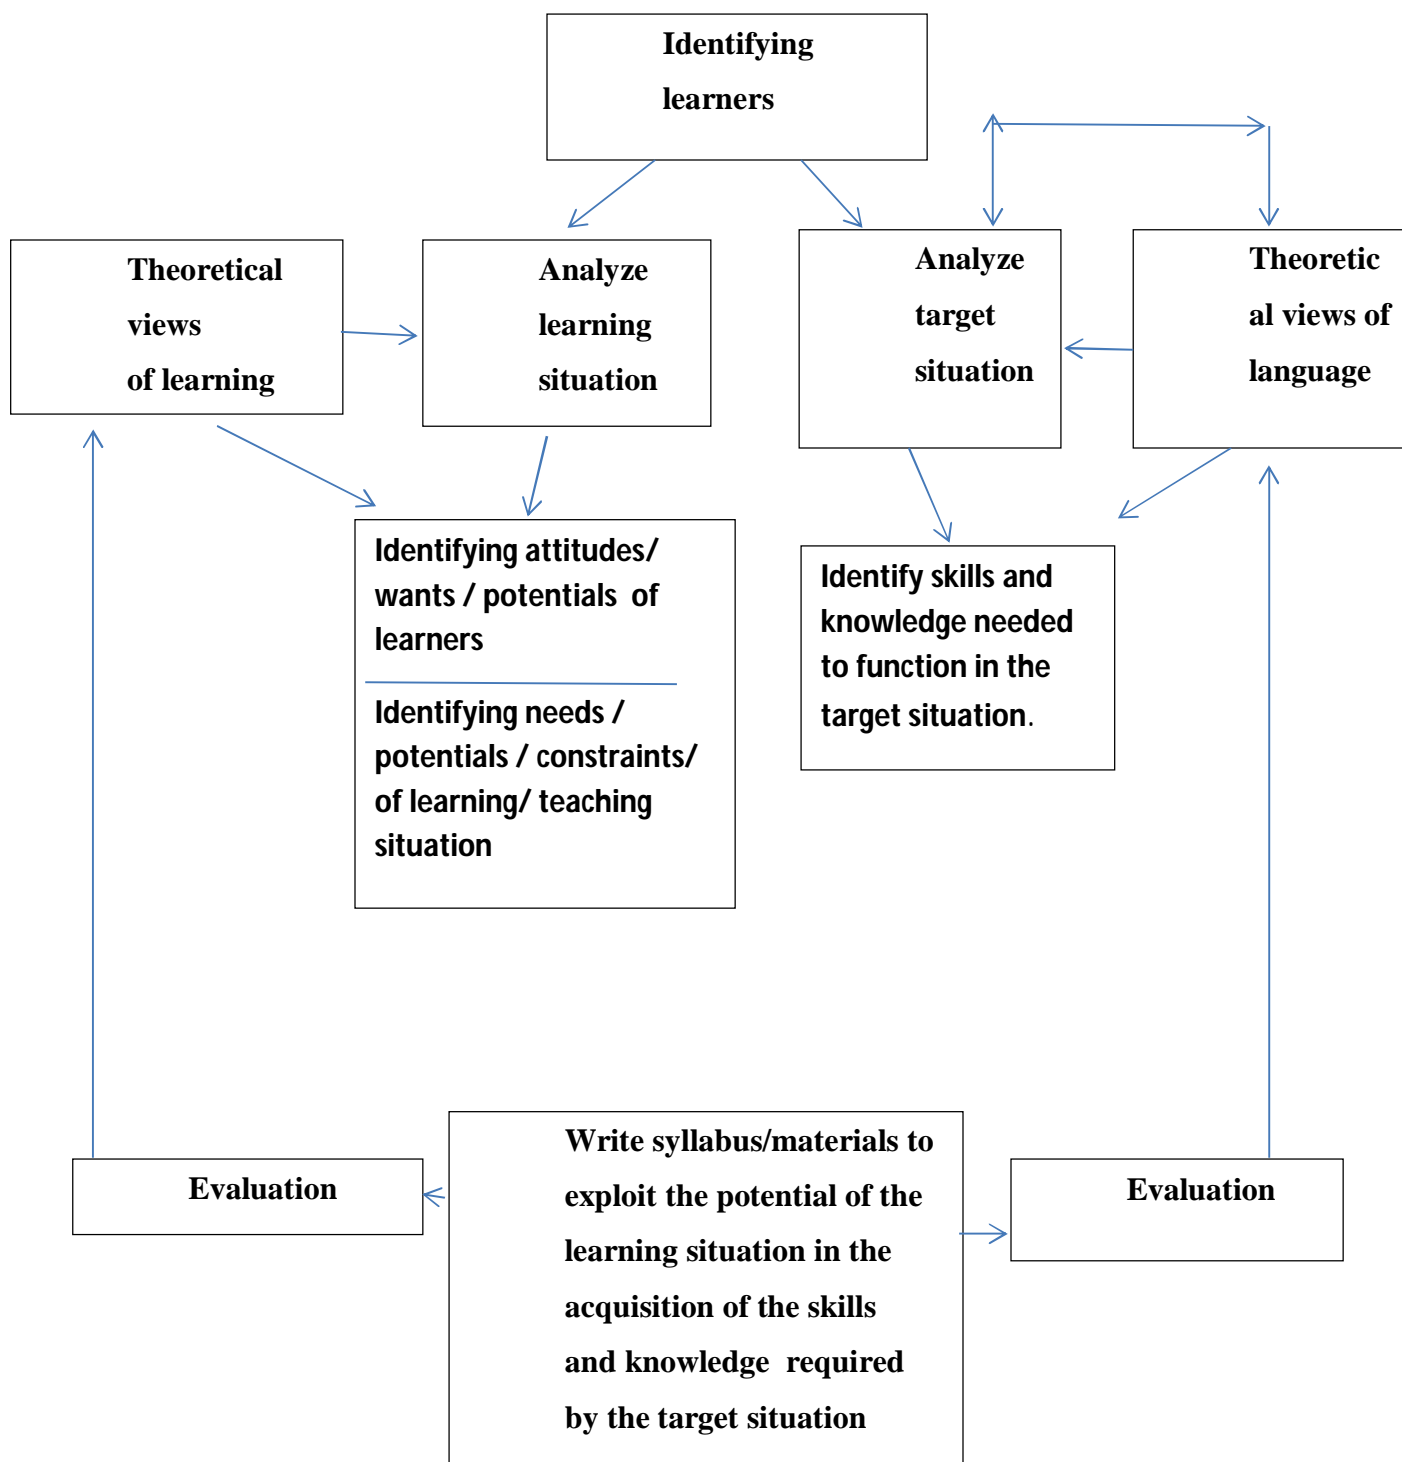 Identifying
learners
Theoretical
views
of learning
Analyze
learning
situation
Analyze
target
situation
Theoretic
al views of
language
Identifying attitudes/
wants / potentials of
learners
Identifying needs /
potentials / constraints/
of learning/ teaching
situation
Identify skills and
knowledge needed
to function in the
target situation.
Evaluation
Write syllabus/materials to
exploit the potential of the
learning situation in the
acquisition of the skills
and knowledge required
by the target situation
Evaluation